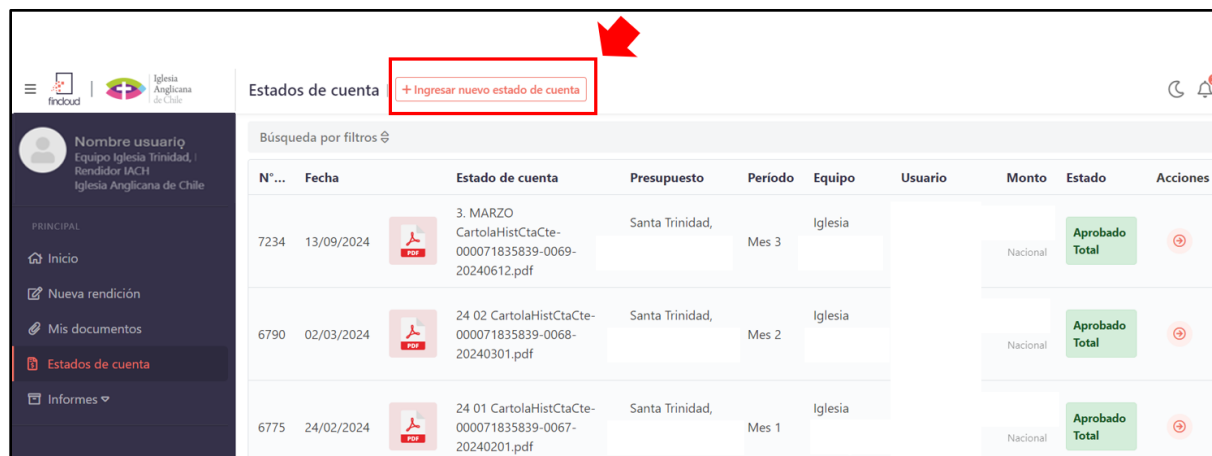 findoud
Iglesia
Anglicana
de Chile
Estados de cuenta
+ Ingresar nuevo estado de cuenta
Nombre usuario
Equipo Iglesia Trinidad,
Rendidor IACH
Iglesia Anglicana de Chile
PRINCIPAL
Inicio
Nueva rendición
Mis documentos
Estados de cuenta
Informes
Búsqueda por filtros
N°... Fecha Estado de cuenta Presupuesto Período Equipo Usuario Monto Estado Acciones
7234 13/09/2024 PDF
3. MARZO
CartolaHistCtaCte-
000071835839-0069-
20240612.pdf
Santa Trinidad,
Mes 3
Iglesia
Nacional
Aprobado
Total
6790 02/03/2024 PDF
24 02 CartolaHistCtaCte-
000071835839-0068-
20240301.pdf
Santa Trinidad,
Mes 2
Iglesia
Nacional
Aprobado
Total
6775 24/02/2024 PDF
24 01 CartolaHistCtaCte-
000071835839-0067-
20240201.pdf
Santa Trinidad,
Mes 1
Iglesia
Nacional
Aprobado
Total